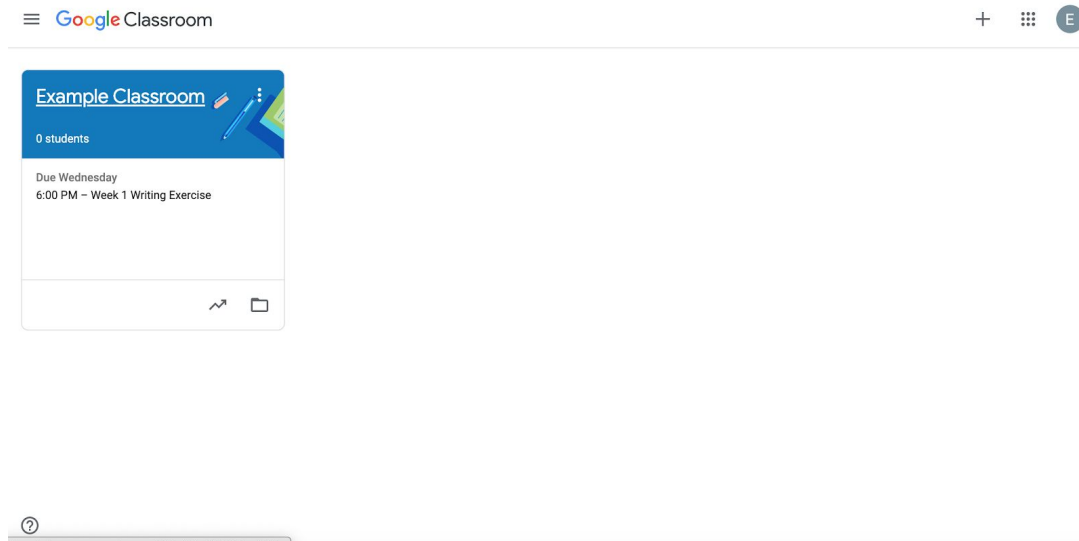 Google Classroom
E
Example Classroom
0 students
Due Wednesday
6:00 PM – Week 1 Writing Exercise
?